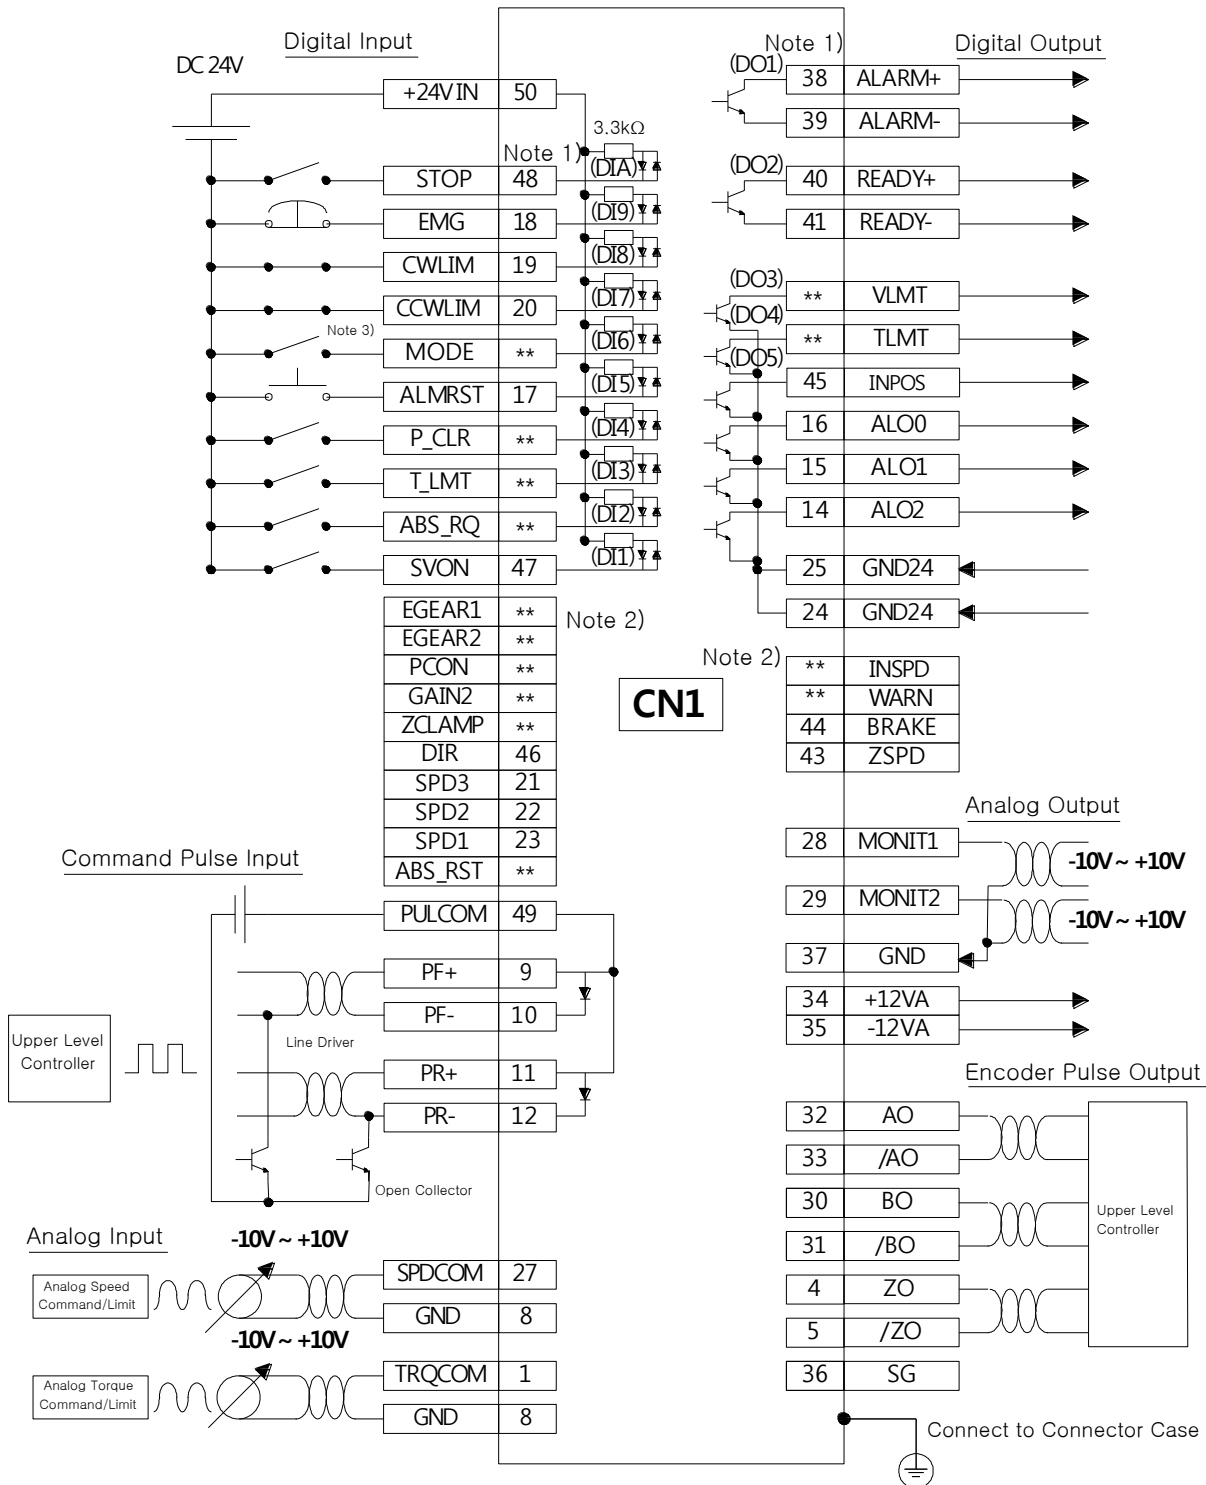 Digital Input
DC 24V
+24V IN 50
3.3kΩ
Note 1)
STOP 48 (DIA)
EMG 18 (DI9)
CWLIM 19 (DI8)
CCWLIM 20 (DI7)
Note 3)
MODE ** (DI6)
ALMRST 17 (DI5)
P_CLR ** (DI4)
T_LMT ** (DI3)
ABS_RQ ** (DI2)
SVON 47 (DI1)
EGEAR1 **
Note 2)
EGEAR2 **
PCON **
GAIN2 **
ZCLAMP **
DIR 46
SPD3 21
SPD2 22
SPD1 23
ABS_RST **
CN1
Command Pulse Input
PULCOM 49
PF+ 9
PF- 10
Line Driver
PR+ 11
PR- 12
Upper Level
Controller
Open Collector
Analog Input
-10V ~ +10V
Analog Speed
Command/Limit
SPDCOM 27
GND 8
-10V ~ +10V
Analog Torque
Command/Limit
TRQCOM 1
GND 8
Note 1)
Digital Output
(DO1) 38 ALARM+
39 ALARM-
(DO2) 40 READY+
41 READY-
(DO3) ** VLMT
(DO4) ** TLMT
(DO5) 45 INPOS
16 ALO0
15 ALO1
14 ALO2
25 GND24
24 GND24
Note 2)
** INSPD
** WARN
44 BRAKE
43 ZSPD
Analog Output
28 MONIT1
-10V ~ +10V
29 MONIT2
-10V ~ +10V
37 GND
34 +12VA
35 -12VA
Encoder Pulse Output
32 AO
33 /AO
30 BO
31 /BO
4 ZO
5 /ZO
Upper Level
Controller
36 SG
Connect to Connector Case